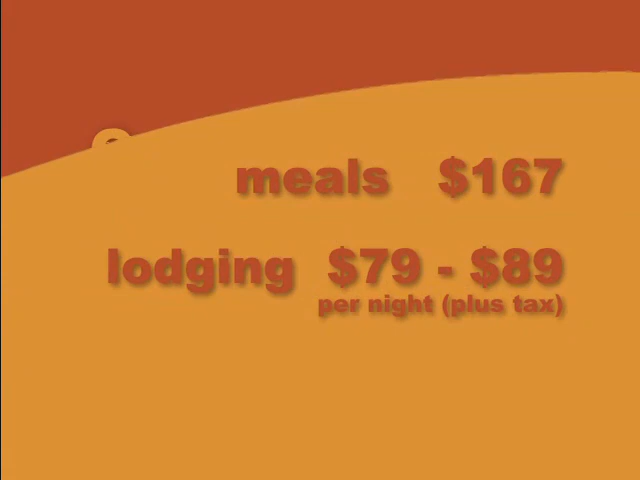 meals $167
lodging $79 - $89
per night (plus tax)